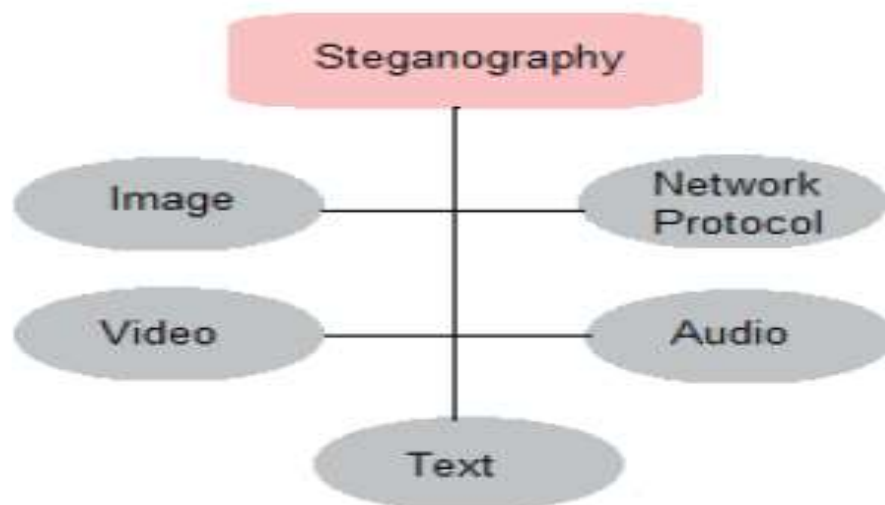 Steganography
Image
Network
Protocol
Video
Audio
Text